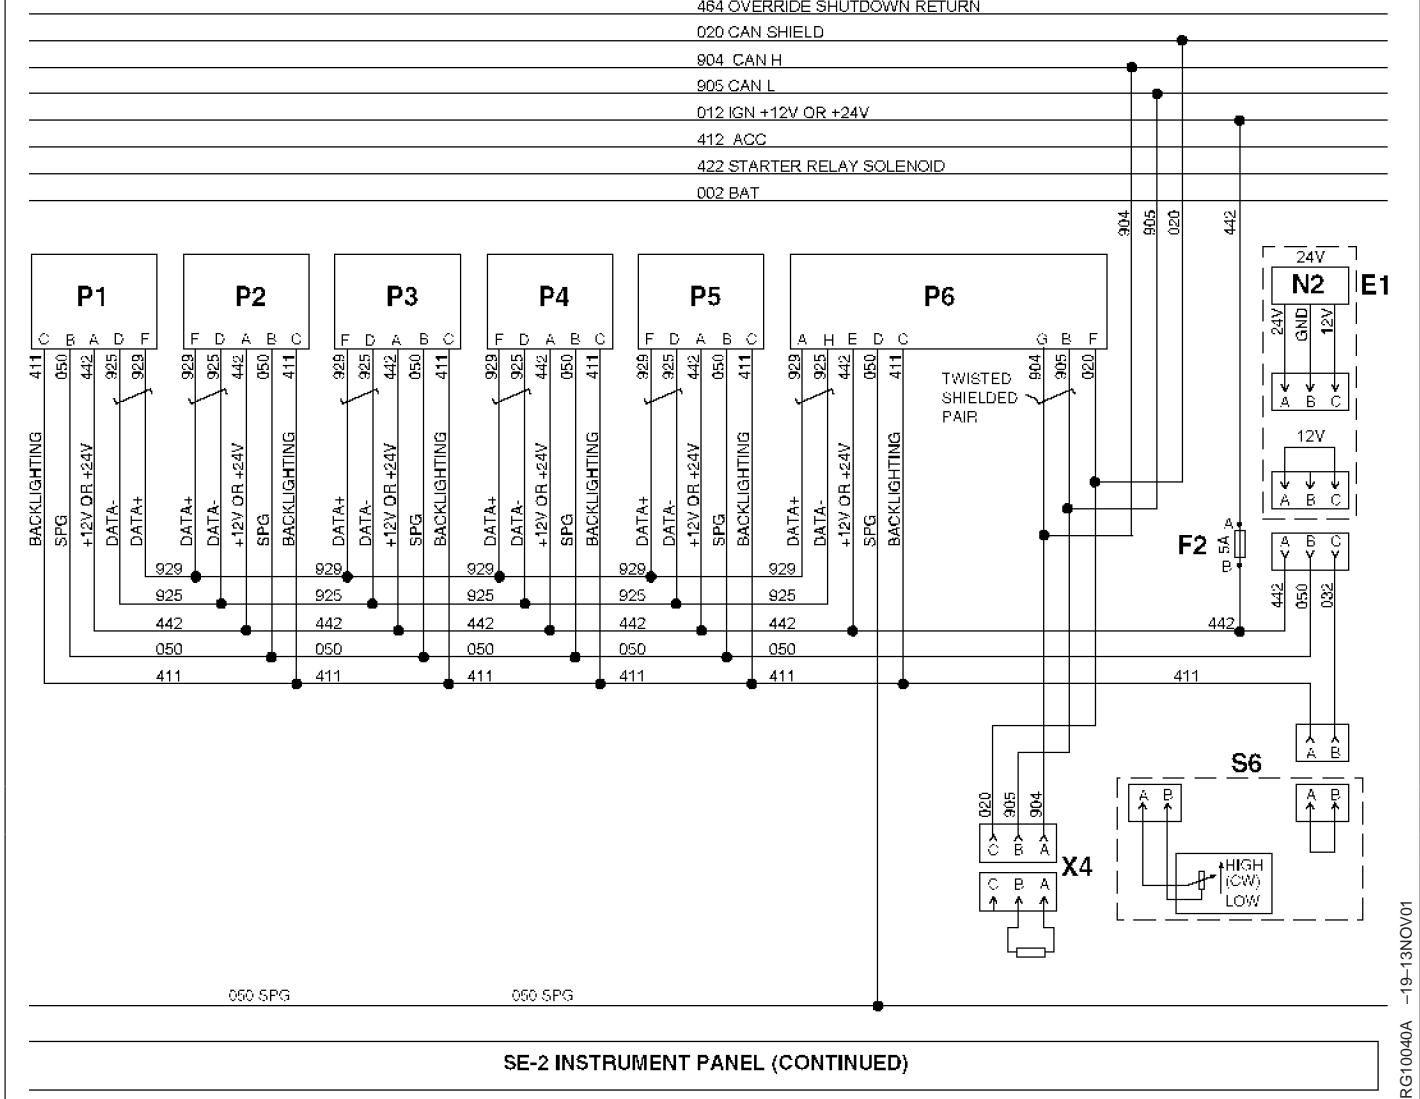 464 OVERRIDE SHUTDOWN RETURN
020 CAN SHIELD
904 CAN H
905 CAN L
012 IGN +12V OR +24V
412 ACC
422 STARTER RELAY SOLENOID
002 BAT
904 905 020 442
P1 P2 P3 P4 P5 P6
C B A D F
F D A B C
F D A B C
F D A B C
F D A B C
A H E D C G B F
411 050 442 925 929
929 925 442 050 411
929 925 442 050 411
929 925 442 050 411
929 925 442 050 411
929 925 442 050 411 904 905 020
TWISTED
SHIELDED
PAIR
BACKLIGHTING SPG +12V OR +24V DATA- DATA+
DATA+ DATA- +12V OR +24V SPG BACKLIGHTING
DATA+ DATA- +12V OR +24V SPG BACKLIGHTING
DATA+ DATA- +12V OR +24V SPG BACKLIGHTING
DATA+ DATA- +12V OR +24V SPG BACKLIGHTING
DATA+ DATA- +12V OR +24V SPG BACKLIGHTING
24V
N2 E1
24V GND 12V
A B C
12V
A B C
A
F2 5A
B
A B C
442 050 032
929 929 929 929 929
925 925 925 925 925
442 442 442 442 442 442
050 050 050 050 050
411 411 411 411 411 411
A B
S6
A B
A B
HIGH
(CW)
LOW
020 905 904
C B A
X4
C B A
050 SPG 050 SPG
SE-2 INSTRUMENT PANEL (CONTINUED)
RG10040A –19–13NOV01